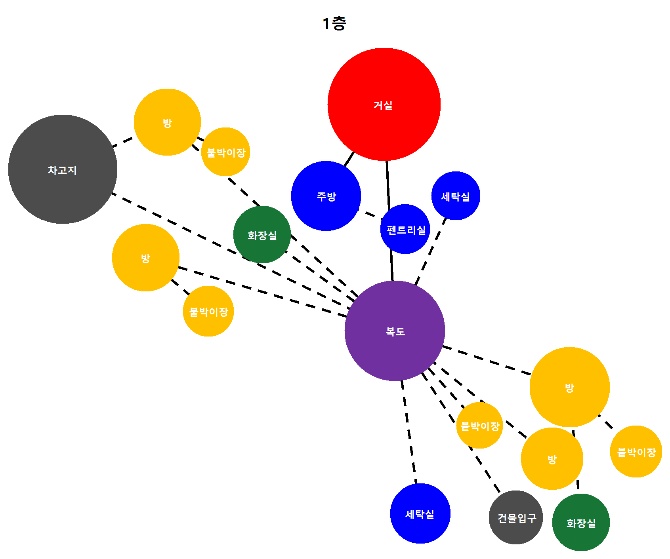 1층
거실
방
붙박이장
차고지
주방
세탁실
펜트리실
화장실
방
붙박이장
복도
방
붙박이장
붙박이장
방
세탁실
건물입구
화장실